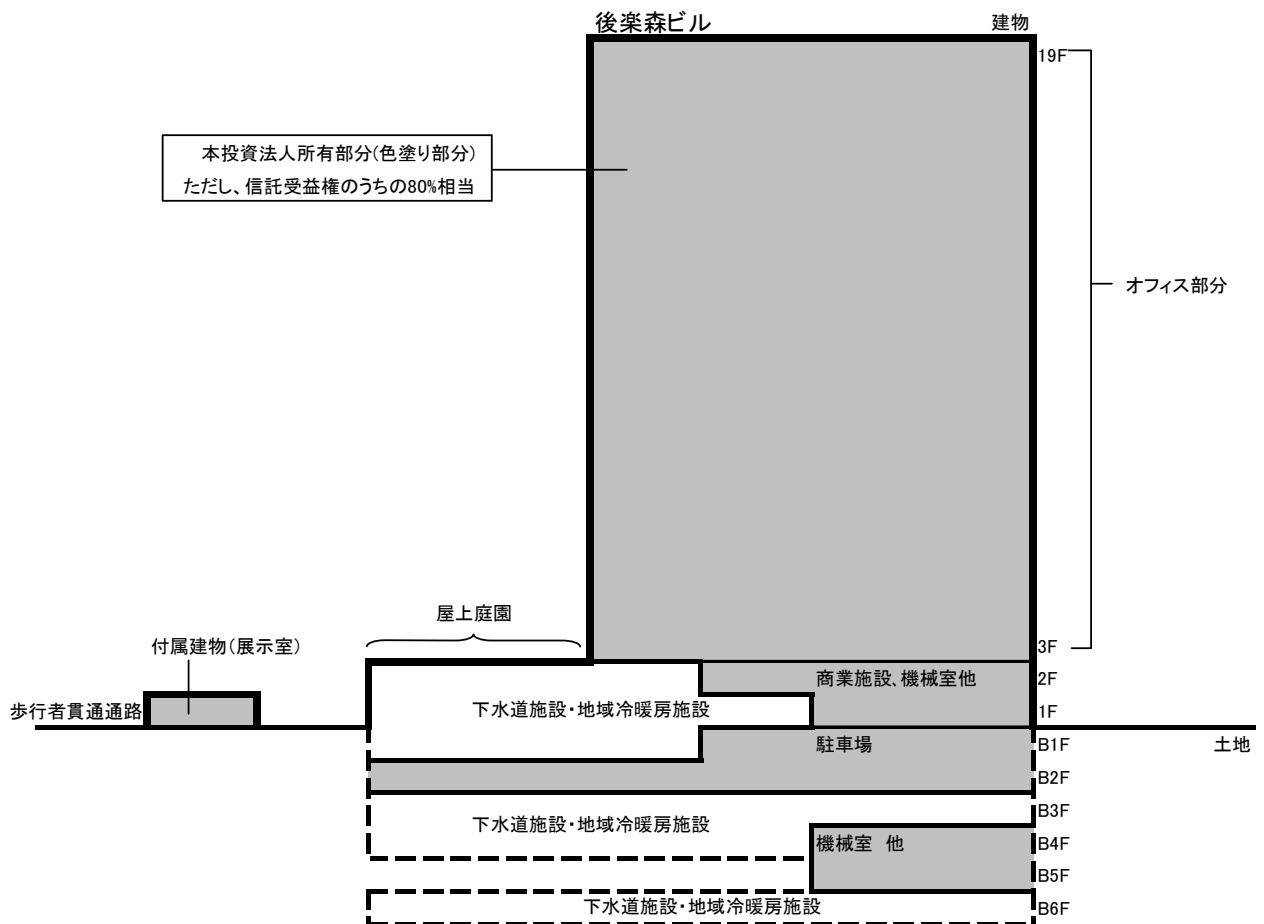 後楽森ビル
建物
19F
本投資法人所有部分(色塗り部分)
ただし、信託受益権のうちの80%相当
オフィス部分
屋上庭園
付属建物(展示室)
3F
商業施設、機械室他
2F
歩行者貫通通路
下水道施設・地域冷暖房施設
1F
駐車場
B1F
土地
B2F
B3F
下水道施設・地域冷暖房施設
機械室 他
B4F
B5F
下水道施設・地域冷暖房施設
B6F